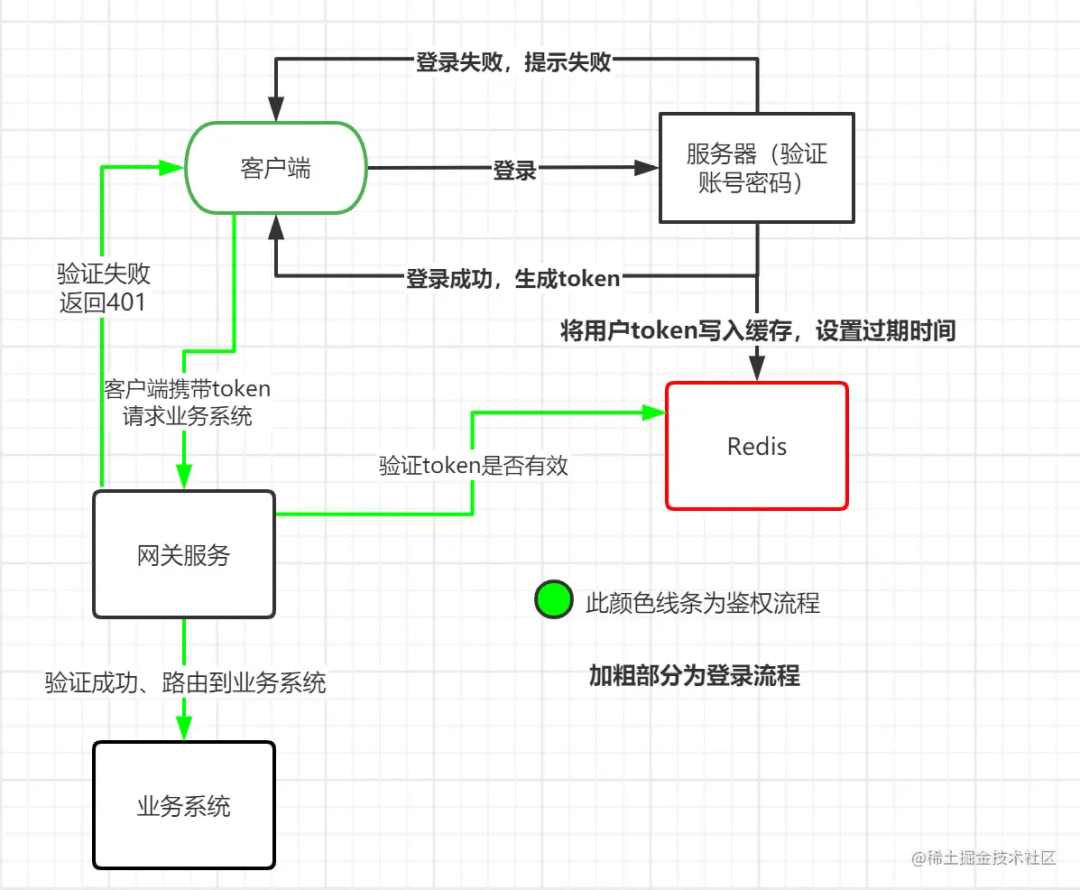 登录失败，提示失败
客户端
登录
服务器（验证
账号密码）
验证失败
返回401
登录成功，生成token
将用户token写入缓存，设置过期时间
客户端携带token
请求业务系统
验证token是否有效
Redis
网关服务
此颜色线条为鉴权流程
加粗部分为登录流程
验证成功、路由到业务系统
业务系统
@稀土掘金技术社区